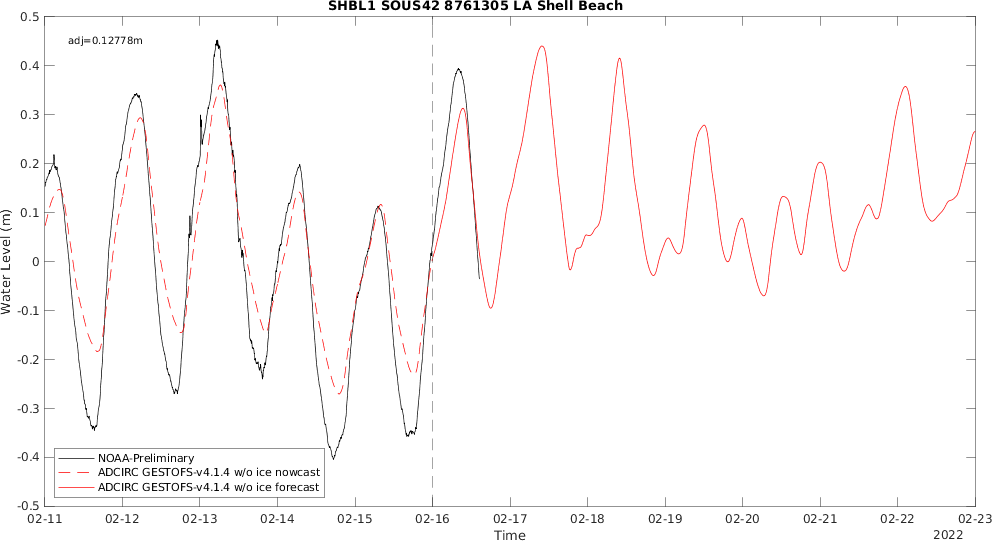 SHBL1 SOUS42 8761305 LA Shell Beach
adj=0.12778m
0.5
0.4
0.3
0.2
0.1
0
-0.1
-0.2
-0.3
-0.4
-0.5
Water Level (m)
NOAA-Preliminary
ADCIRC GESTOFS-v4.1.4 w/o ice nowcast
ADCIRC GESTOFS-v4.1.4 w/o ice forecast
02-11 02-12 02-13 02-14 02-15 02-16 02-17 02-18 02-19 02-20 02-21 02-22 02-23
Time
2022